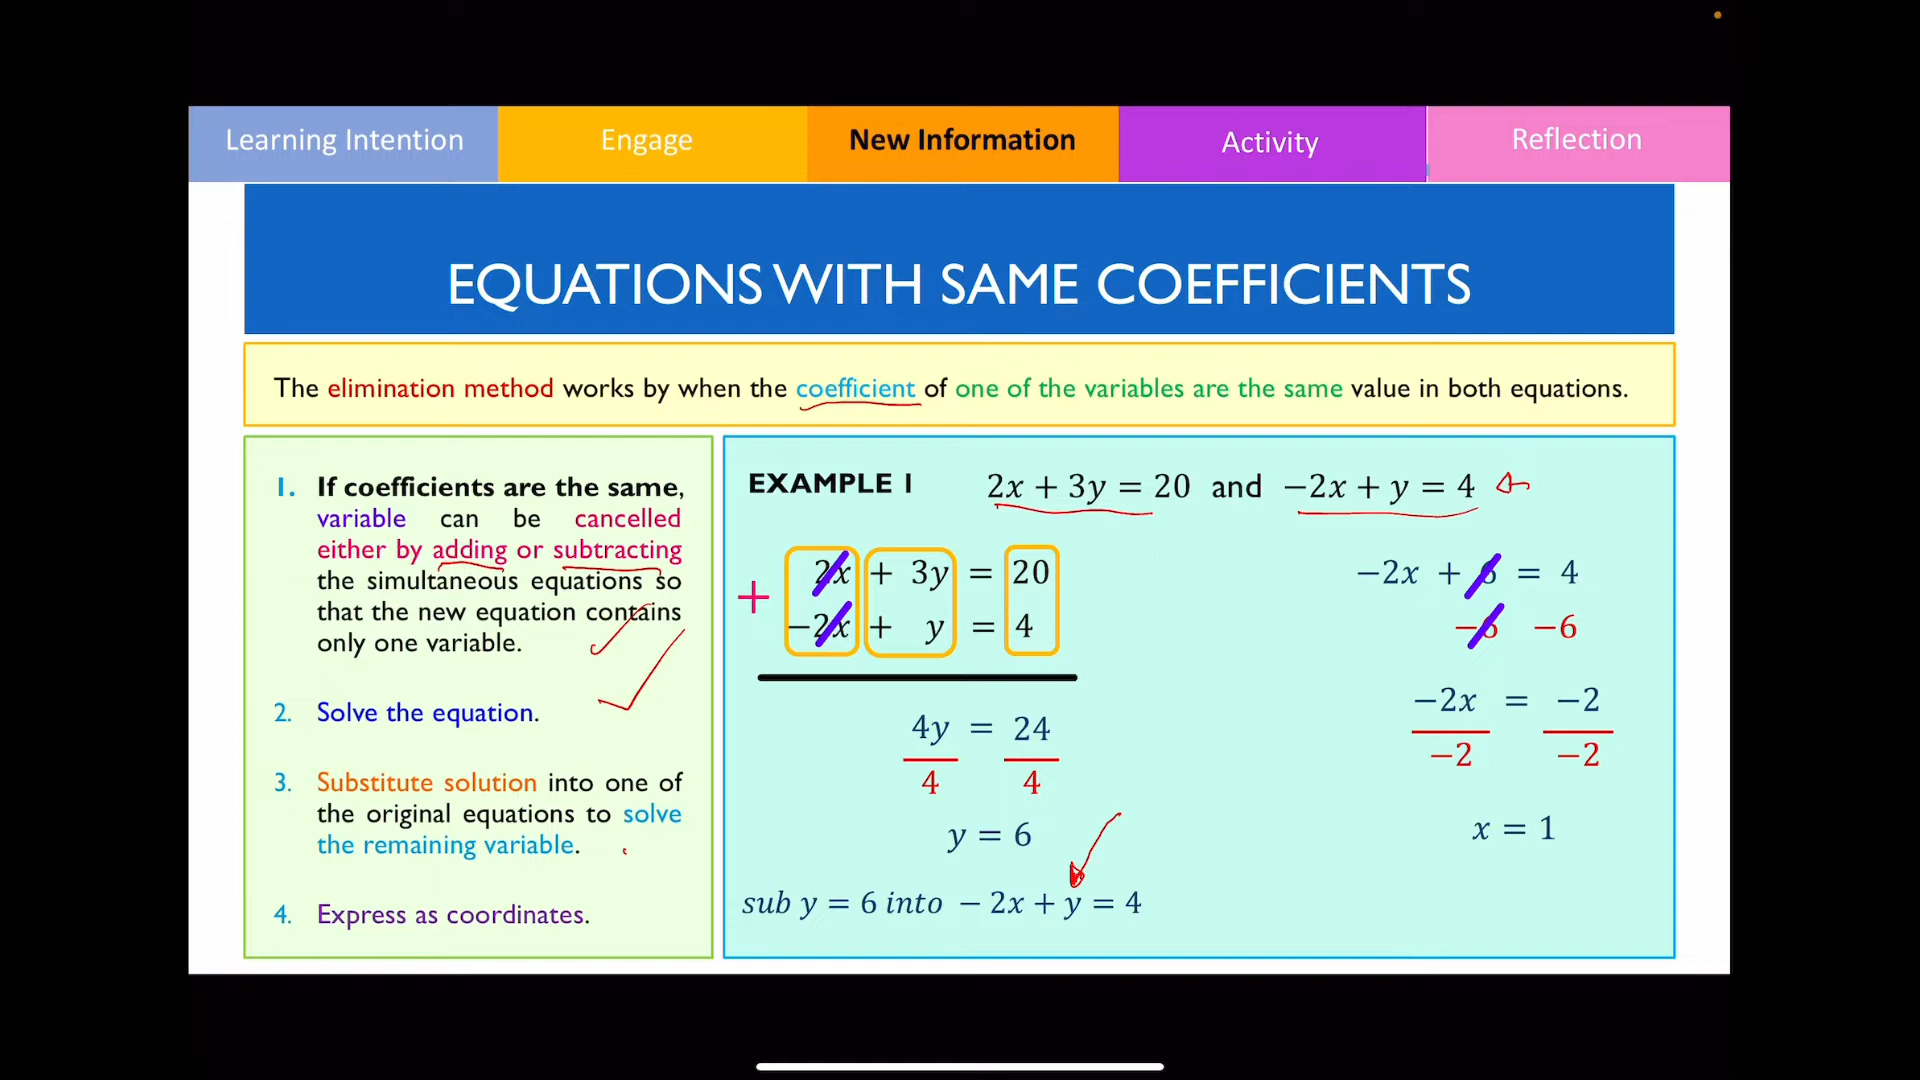 Learning Intention
Engage
New Information
Activity
Reflection
EQUATIONS WITH SAME COEFFICIENTS
The elimination method works by when the coefficient of one of the variables are the same value in both equations.
1. If coefficients are the same,
variable can be cancelled
either by adding or subtracting
the simultaneous equations so
that the new equation contains
only one variable.
2. Solve the equation.
3. Substitute solution into one of
the original equations to solve
the remaining variable.
4. Express as coordinates.
EXAMPLE 1 2x + 3y = 20 and −2x + y = 4
2x + 3y = 20
+
−2x + y = 4
4y = 24
4 4
y = 6
sub y = 6 into − 2x + y = 4
−2x + 6 = 4
−6 −6
−2x = −2
−2 −2
x = 1